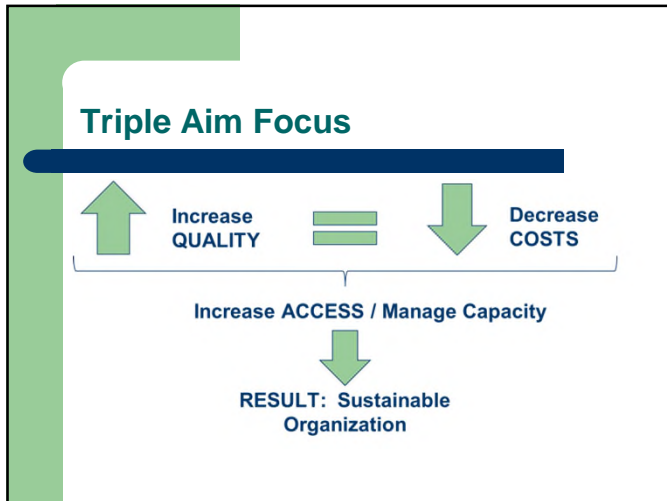 Triple Aim Focus
Increase
QUALITY
Decrease
COSTS
Increase ACCESS / Manage Capacity
RESULT: Sustainable
Organization